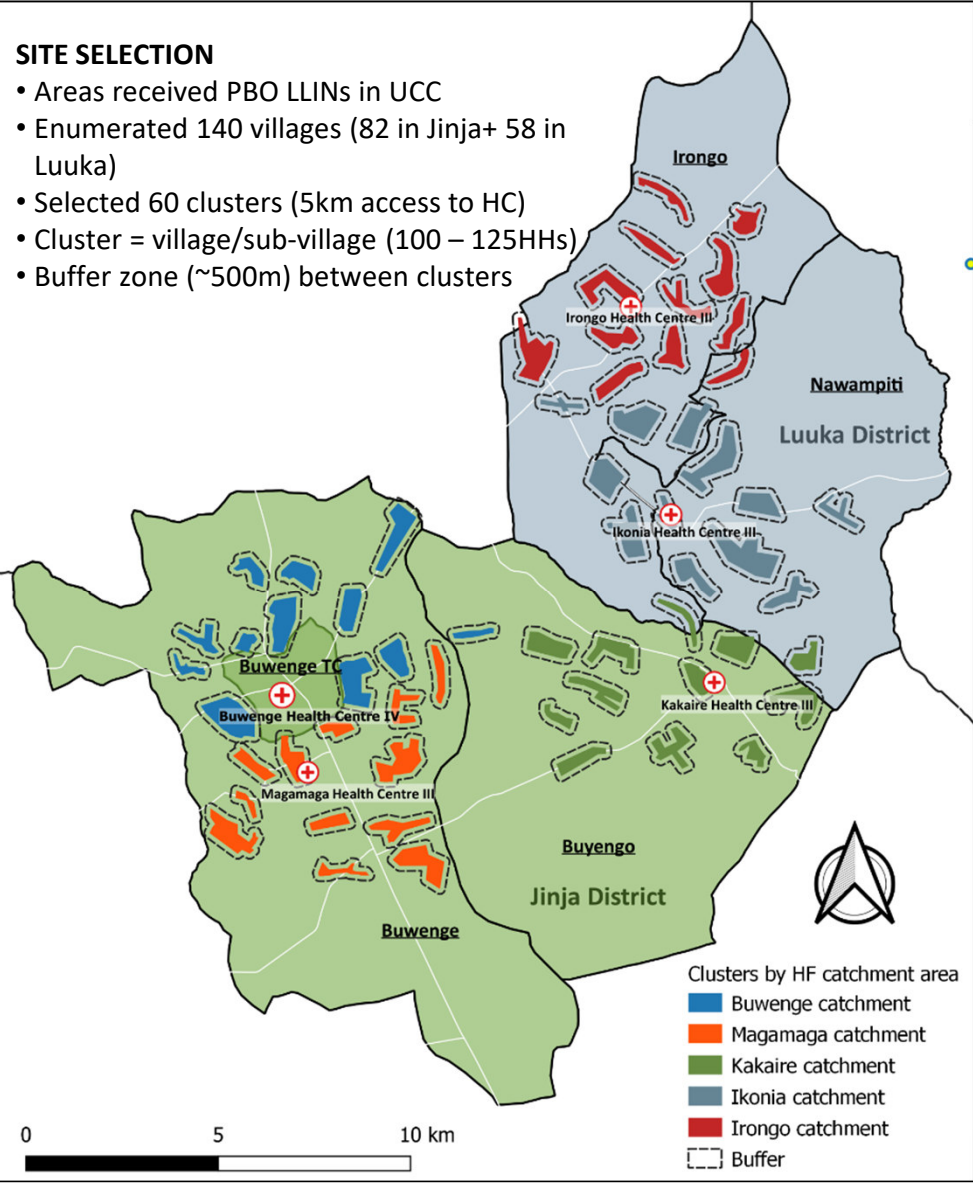 SITE SELECTION
• Areas received PBO LLINs in UCC
• Enumerated 140 villages (82 in Jinja+ 58 in
Luuka)
• Selected 60 clusters (5km access to HC)
• Cluster = village/sub-village (100 – 125HHs)
• Buffer zone (~500m) between clusters
Irongo
Irongo Health Centre III
Nawampiti
Luuka District
Ikonia Health Centre III
Buwenge TC
Kakaire Health Centre III
Buwenge Health Centre IV
Magamaga Health Centre III
Buyengo
Jinja District
Buwenge
Clusters by HF catchment area
Buwenge catchment
Magamaga catchment
Kakaire catchment
Ikonia catchment
Irongo catchment
Buffer
0 5 10 km